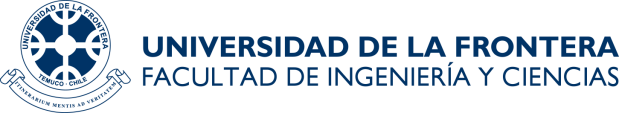 UNIVERSIDAD DE LA FRONTERA
TEMUCO · CHILE
ITINERARIUM MENTIS AD VERITATEM
UNIVERSIDAD DE LA FRONTERA
FACULTAD DE INGENIERÍA Y CIENCIAS